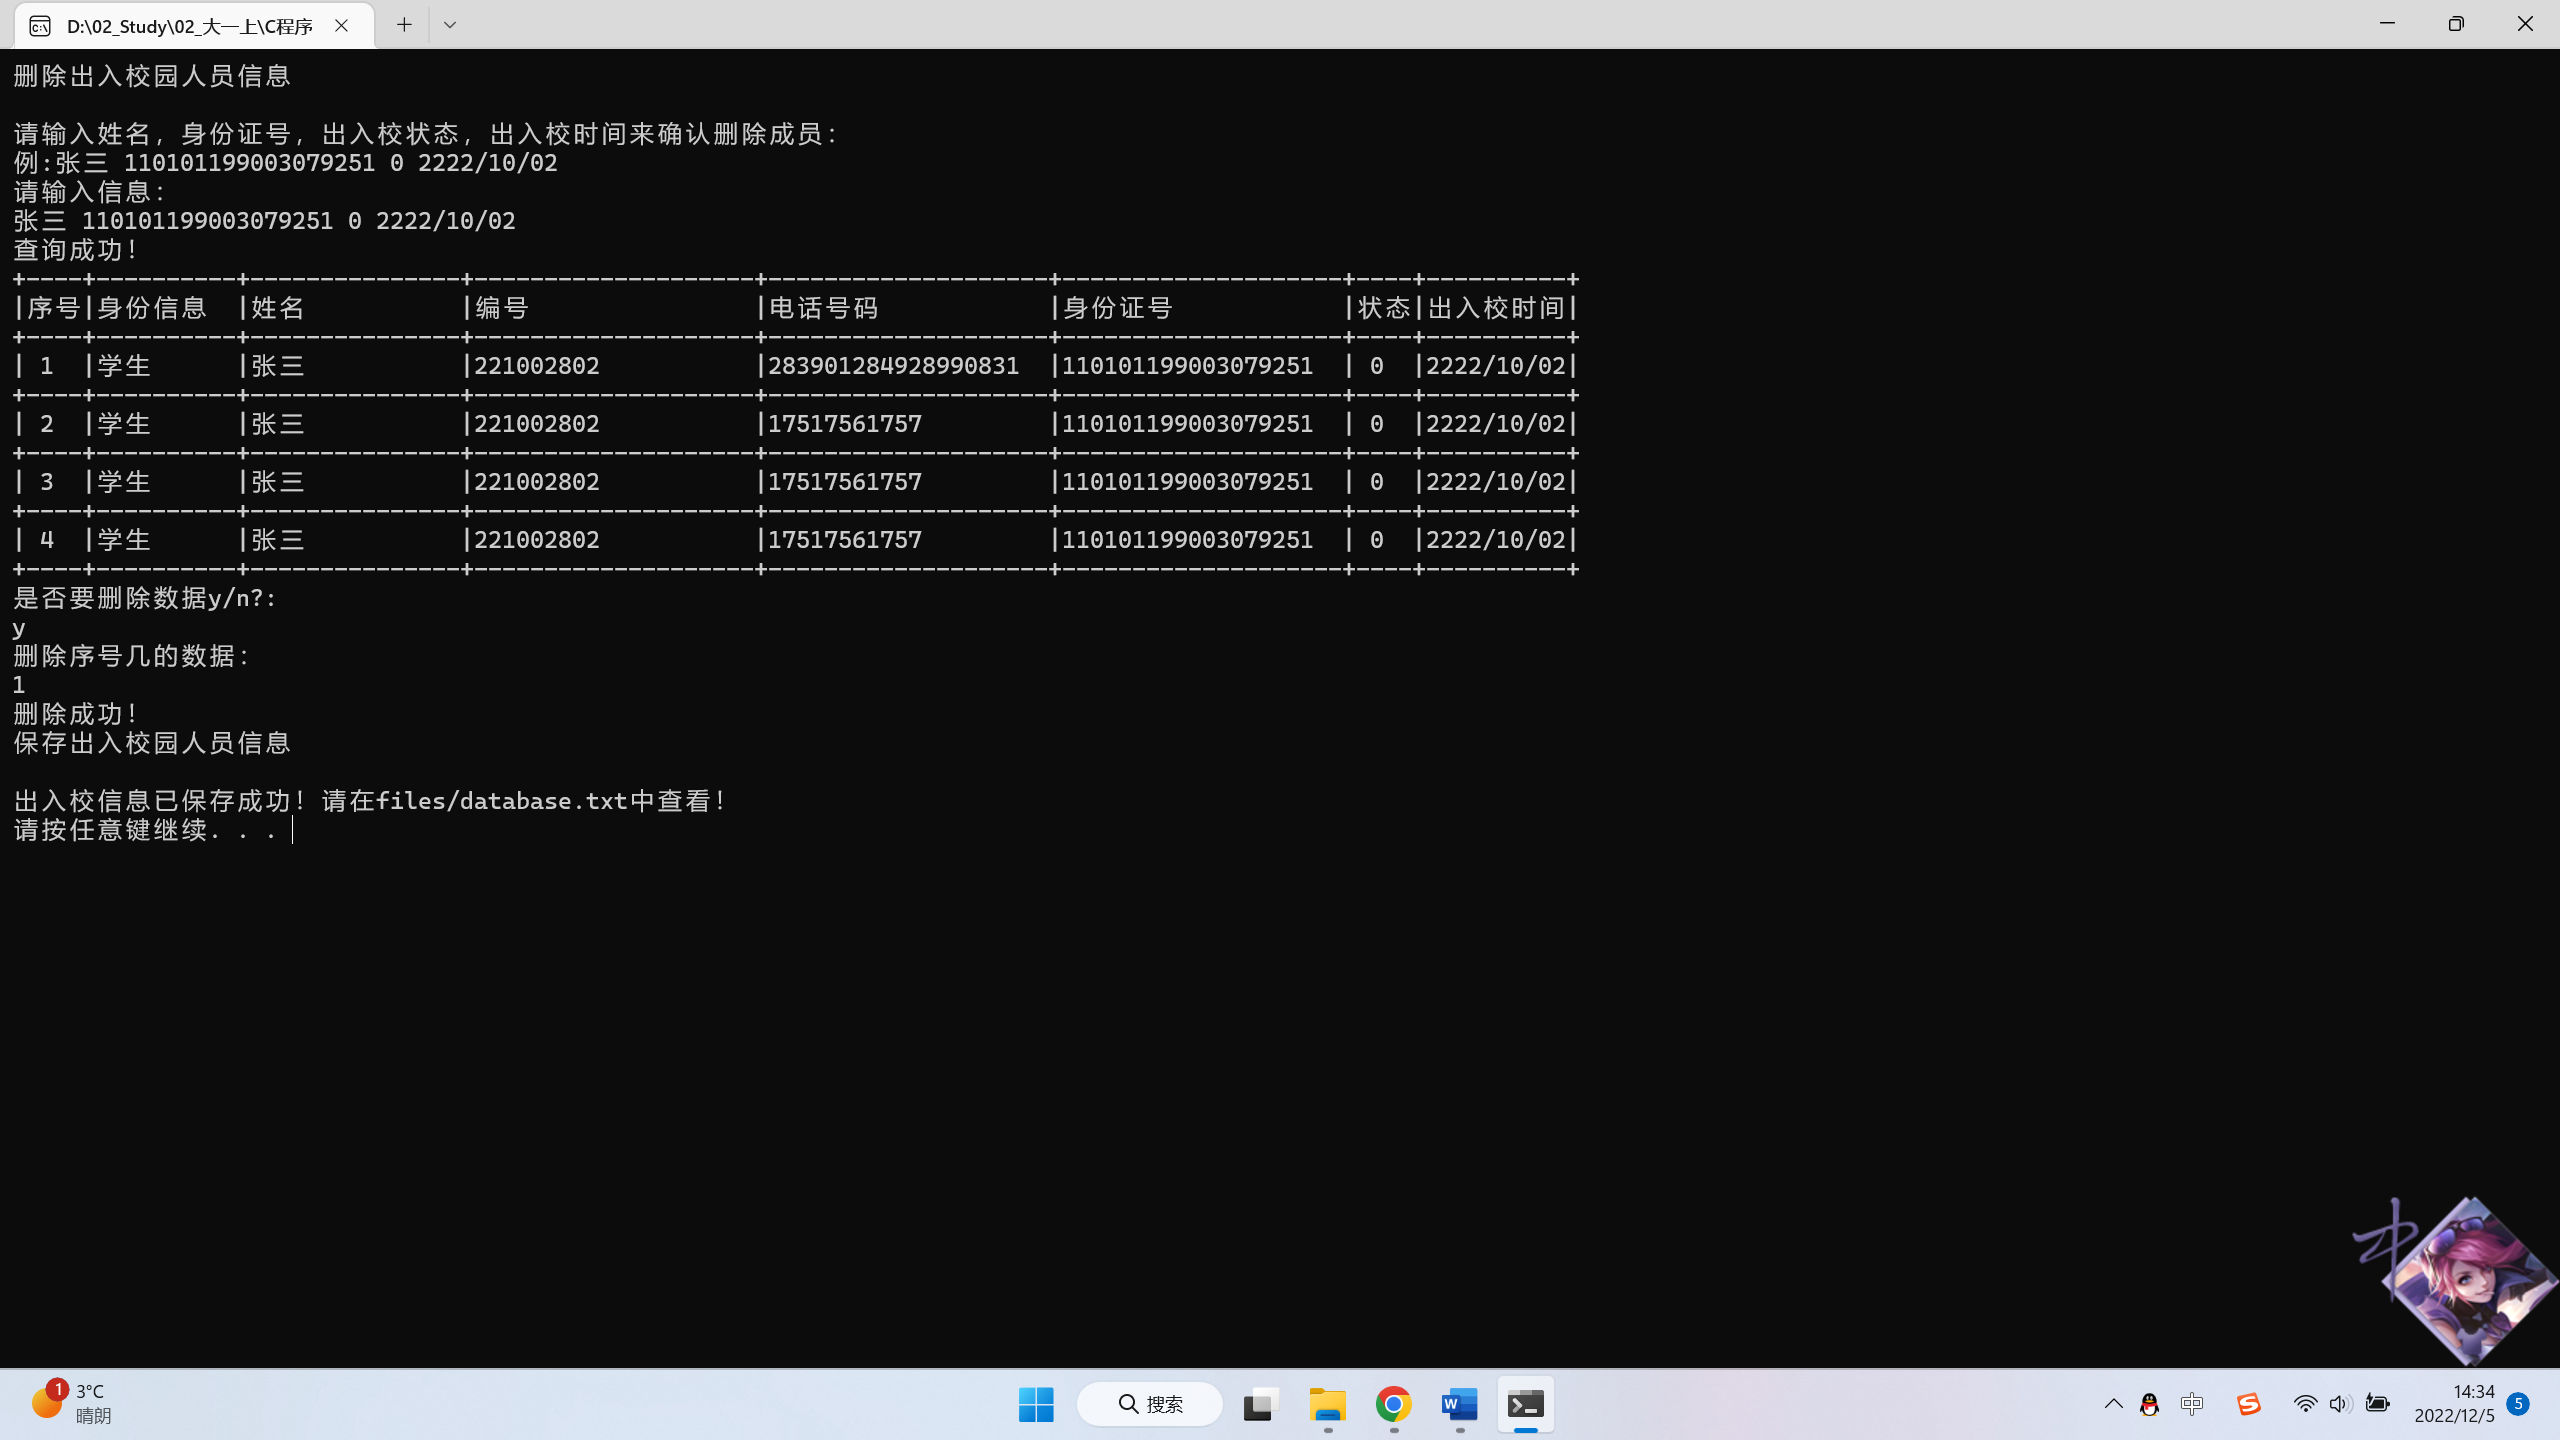 D:\02_Study\02_大一上\C程序
删除出入校园人员信息
请输入姓名，身份证号，出入校状态，出入校时间来确认删除成员：
例:张三 110101199003079251 0 2222/10/02
请输入信息：
张三 110101199003079251 0 2222/10/02
查询成功！
+----+----------+---------------+--------------------+--------------------+--------------------+----+----------+
|序号|身份信息  |姓名           |编号                |电话号码            |身份证号            |状态|出入校时间|
+----+----------+---------------+--------------------+--------------------+--------------------+----+----------+
| 1  |学生      |张三           |221002802           |283901284928990831  |110101199003079251  | 0  |2222/10/02|
+----+----------+---------------+--------------------+--------------------+--------------------+----+----------+
| 2  |学生      |张三           |221002802           |17517561757         |110101199003079251  | 0  |2222/10/02|
+----+----------+---------------+--------------------+--------------------+--------------------+----+----------+
| 3  |学生      |张三           |221002802           |17517561757         |110101199003079251  | 0  |2222/10/02|
+----+----------+---------------+--------------------+--------------------+--------------------+----+----------+
| 4  |学生      |张三           |221002802           |17517561757         |110101199003079251  | 0  |2222/10/02|
+----+----------+---------------+--------------------+--------------------+--------------------+----+----------+
是否要删除数据y/n?:
y
删除序号几的数据：
1
删除成功！
保存出入校园人员信息
出入校信息已保存成功！请在files/database.txt中查看！
请按任意键继续. . .
中
1
3°C
晴朗
搜索
中
14:34
2022/12/5
5